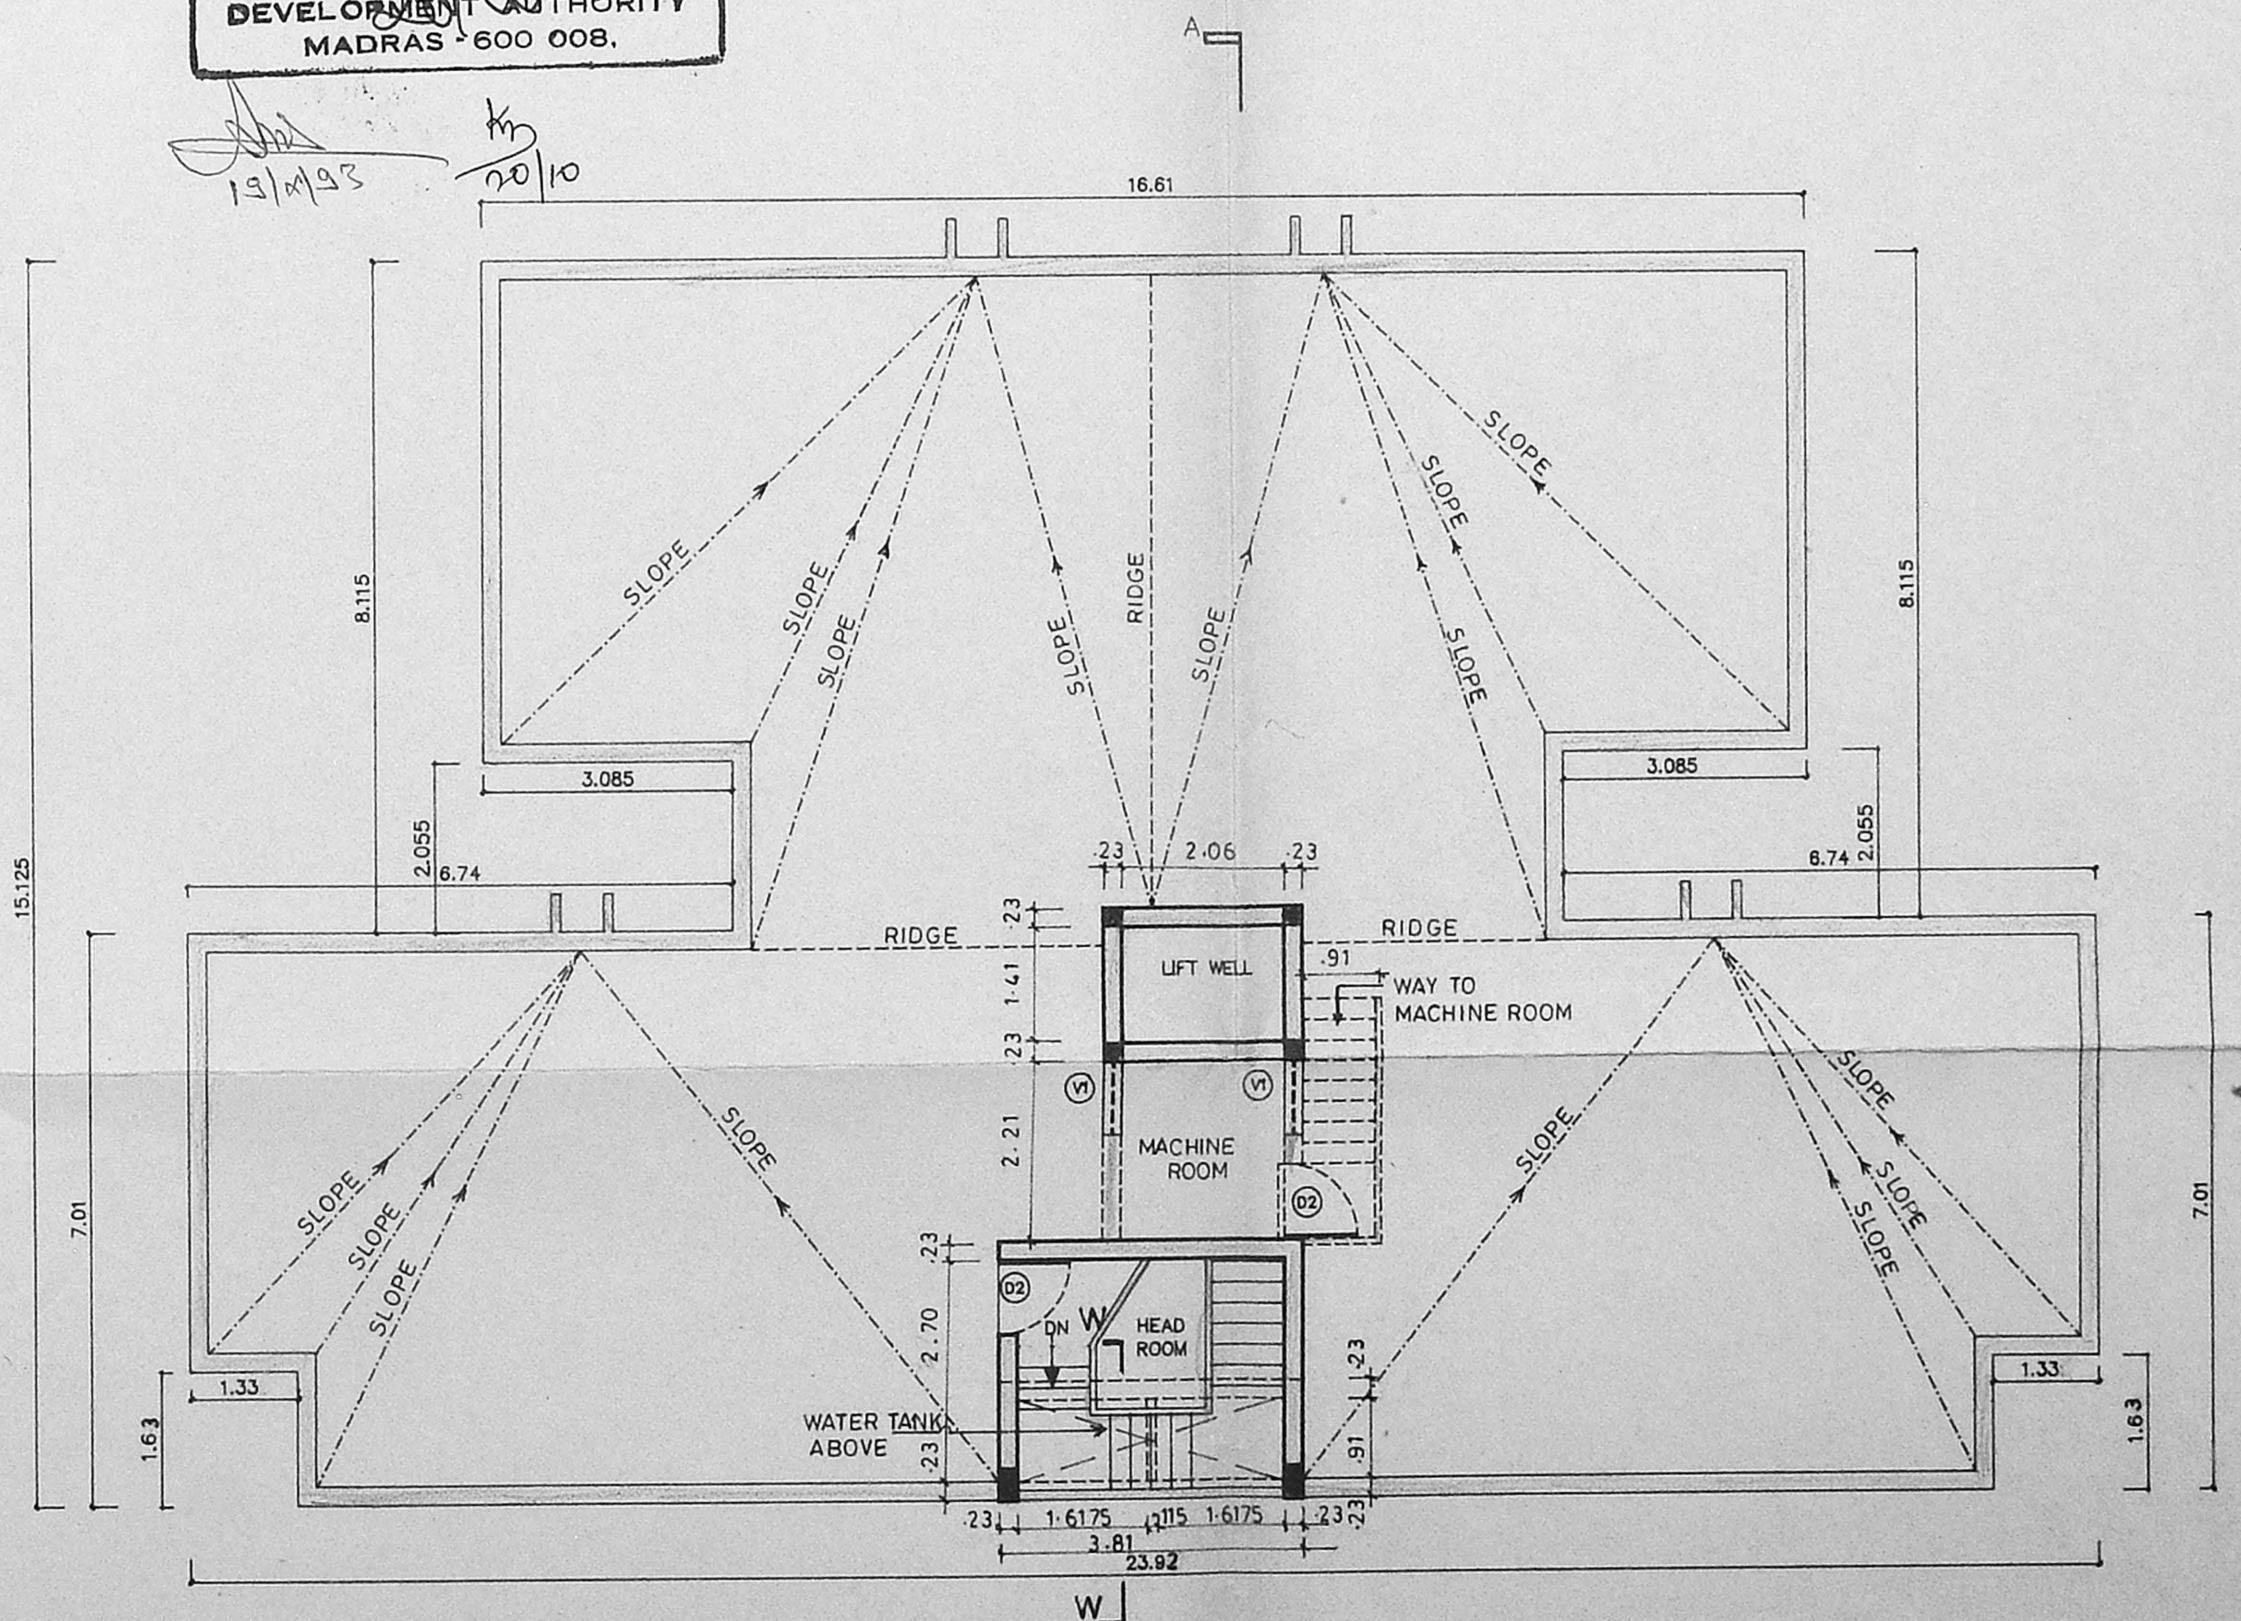 DEVELOPMENT AUTHORITY
MADRAS - 600 008.
19/x/93
20/10
A
16.61
SLOPE
SLOPE
SLOPE
SLOPE
RIDGE
SLOPE
SLOPE
SLOPE
SLOPE
8.115
8.115
15.125
3.085
3.085
2.055
2.055
6.74
6.74
.23
2.06
.23
RIDGE
RIDGE
.23
1.41
.23
2.21
LIFT WELL
.91
WAY TO
MACHINE ROOM
V1
V1
MACHINE
ROOM
D2
SLOPE
SLOPE
SLOPE
SLOPE
SLOPE
SLOPE
SLOPE
SLOPE
7.01
7.01
.23
2.70
.23
D2
DN
W
HEAD
ROOM
WATER TANK
ABOVE
.23
.91
.23
1.33
1.33
1.63
1.63
.23
1.6175
.115
1.6175
.23
3.81
23.92
W